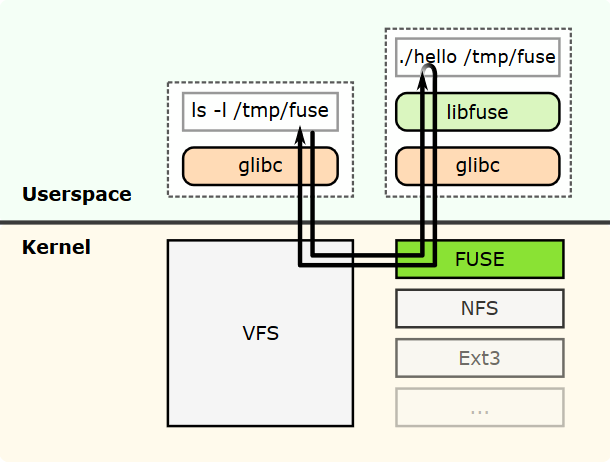 ./hello /tmp/fuse
ls -l /tmp/fuse
libfuse
glibc
glibc
Userspace
Kernel
FUSE
NFS
VFS
Ext3
...